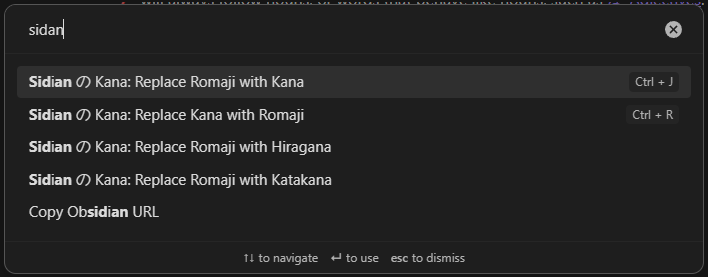 sidan
Sidian の Kana: Replace Romaji with Kana Ctrl + J
Sidian の Kana: Replace Kana with Romaji Ctrl + R
Sidian の Kana: Replace Romaji with Hiragana
Sidian の Kana: Replace Romaji with Katakana
Copy Obsidian URL
↑↓ to navigate ↵ to use esc to dismiss